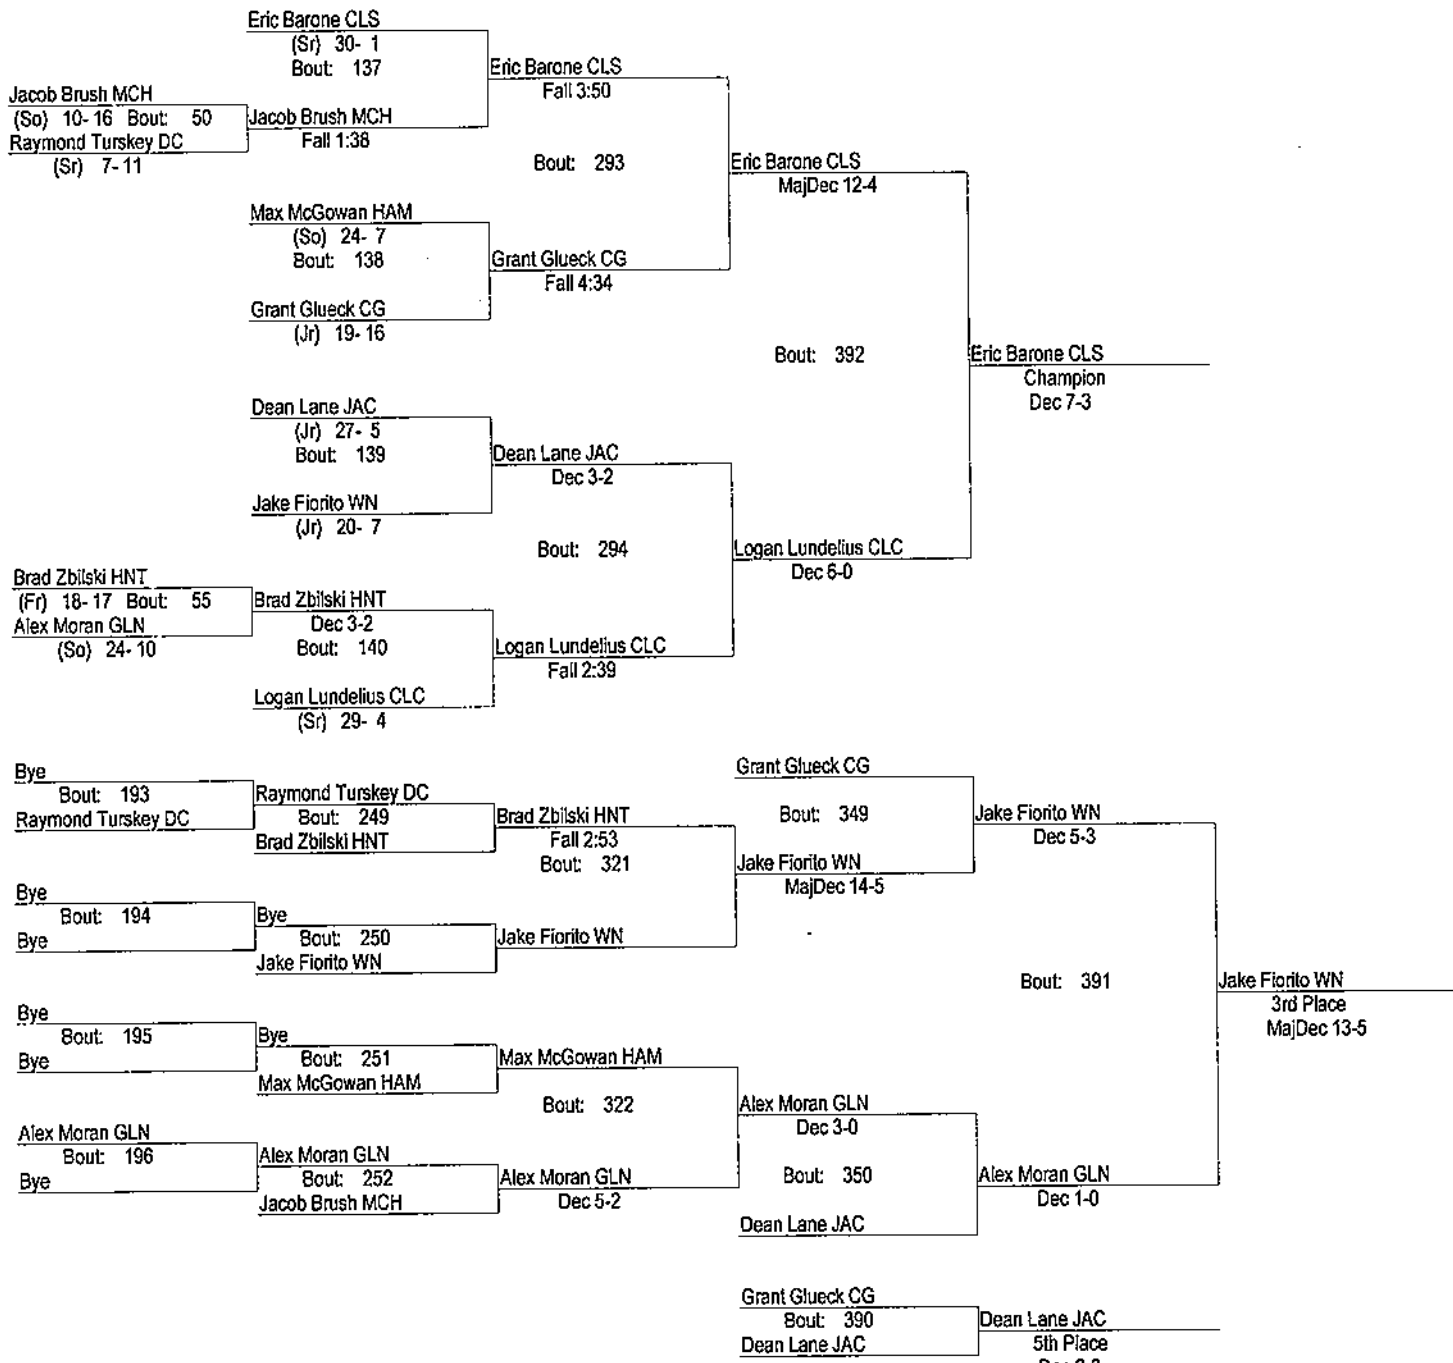 Eric Barone CLS
(Sr) 30- 1
Bout: 137
Eric Barone CLS
Fall 3:50
Jacob Brush MCH
(So) 10- 16 Bout: 50
Raymond Turskey DC
(Sr) 7- 11
Jacob Brush MCH
Fall 1:38
Bout: 293
Eric Barone CLS
MajDec 12-4
Max McGowan HAM
(So) 24- 7
Bout: 138
Grant Glueck CG
Fall 4:34
Grant Glueck CG
(Jr) 19- 16
Bout: 392
Eric Barone CLS
Champion
Dec 7-3
Dean Lane JAC
(Jr) 27- 5
Bout: 139
Dean Lane JAC
Dec 3-2
Jake Fiorito WN
(Jr) 20- 7
Bout: 294
Logan Lundelius CLC
Dec 6-0
Brad Zbilski HNT
(Fr) 18- 17 Bout: 55
Alex Moran GLN
(So) 24- 10
Brad Zbilski HNT
Dec 3-2
Bout: 140
Logan Lundelius CLC
Fall 2:39
Logan Lundelius CLC
(Sr) 29- 4
Bye
Bout: 193
Raymond Turskey DC
Raymond Turskey DC
Bout: 249
Brad Zbilski HNT
Brad Zbilski HNT
Fall 2:53
Bout: 321
Grant Glueck CG
Bout: 349
Jake Fiorito WN
MajDec 14-5
Jake Fiorito WN
Dec 5-3
Bye
Bout: 194
Bye
Bye
Bout: 250
Jake Fiorito WN
Jake Fiorito WN
Bout: 391
Jake Fiorito WN
3rd Place
MajDec 13-5
Bye
Bout: 195
Bye
Bye
Bout: 251
Max McGowan HAM
Max McGowan HAM
Bout: 322
Alex Moran GLN
Dec 3-0
Alex Moran GLN
Bout: 196
Bye
Alex Moran GLN
Bout: 252
Jacob Brush MCH
Alex Moran GLN
Dec 5-2
Bout: 350
Dean Lane JAC
Alex Moran GLN
Dec 1-0
Grant Glueck CG
Bout: 390
Dean Lane JAC
Dean Lane JAC
5th Place